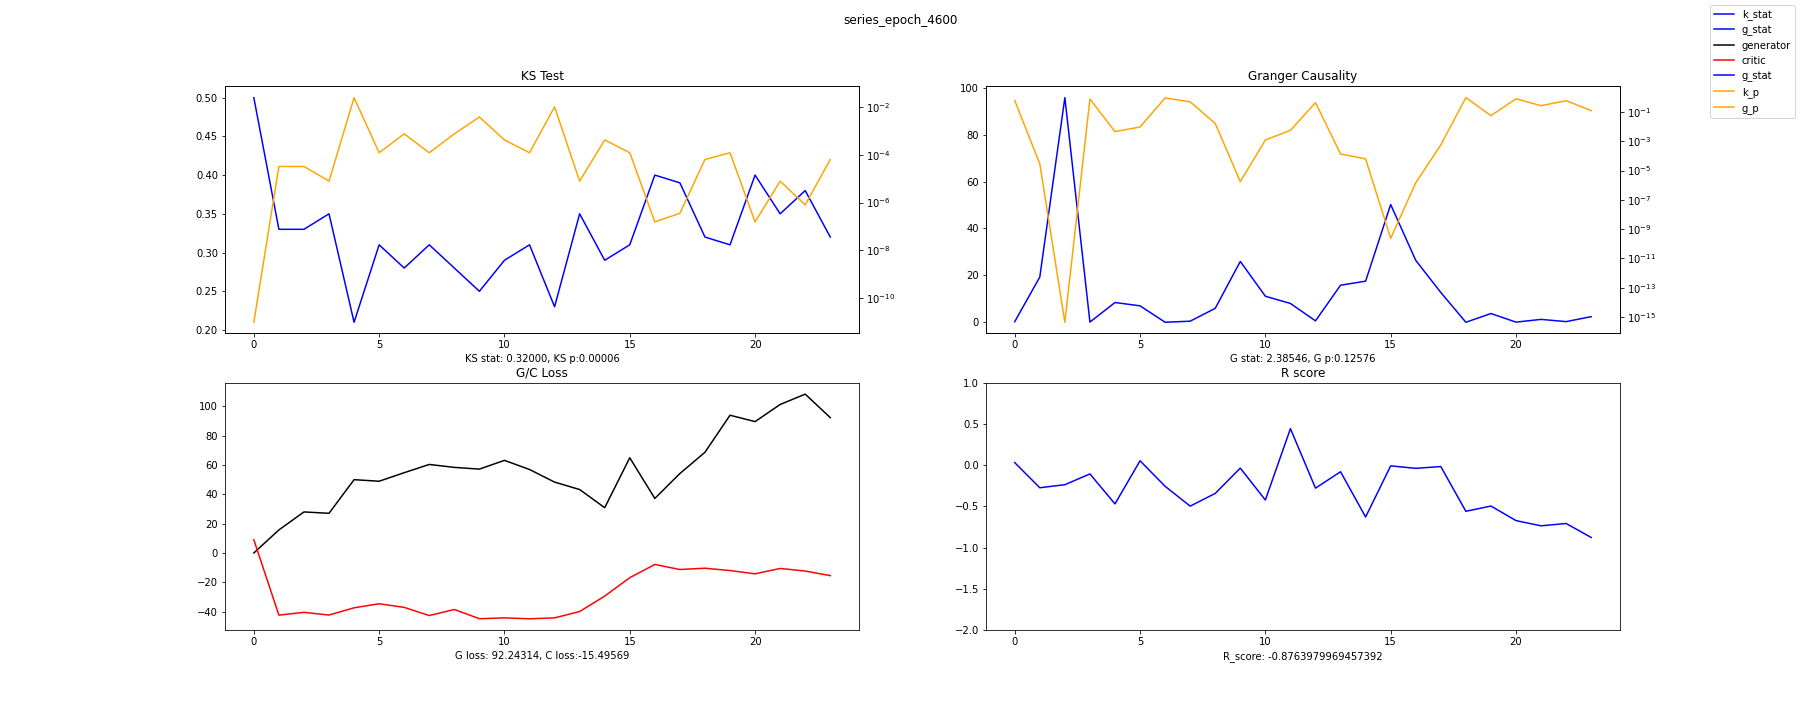 series_epoch_4600
k_stat
g_stat
generator
critic
g_stat
k_p
g_p
KS Test
0.50
0.45
0.40
0.35
0.30
0.25
0.20
10⁻²
10⁻⁴
10⁻⁶
10⁻⁸
10⁻¹⁰
0 5 10 15 20
KS stat: 0.32000, KS p:0.00006
Granger Causality
100
80
60
40
20
0
10⁻¹
10⁻³
10⁻⁵
10⁻⁷
10⁻⁹
10⁻¹¹
10⁻¹³
10⁻¹⁵
0 5 10 15 20
G stat: 2.38546, G p:0.12576
G/C Loss
100
80
60
40
20
0
−20
−40
0 5 10 15 20
G loss: 92.24314, C loss:-15.49569
R score
1.0
0.5
0.0
−0.5
−1.0
−1.5
−2.0
0 5 10 15 20
R_score: -0.8763979969457392